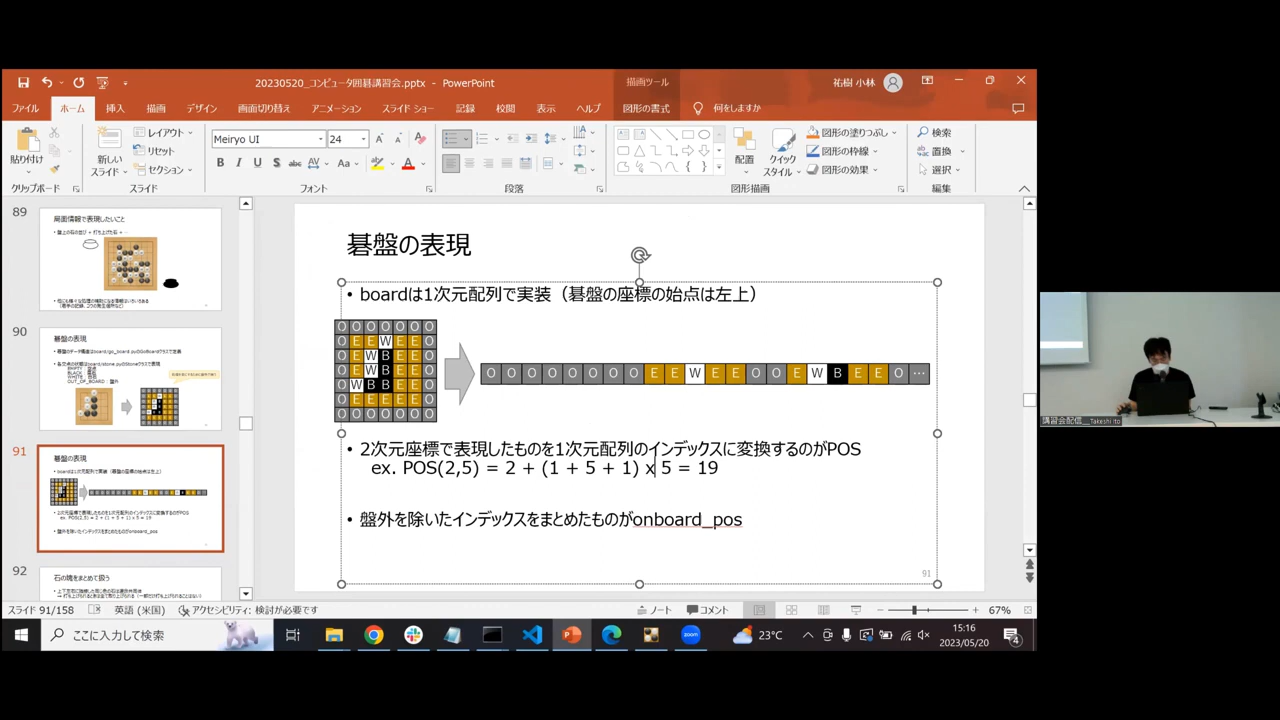 20230520_コンピュータ囲碁講習会.pptx - PowerPoint
描画ツール
祐樹 小林
ファイル ホーム 挿入 描画 デザイン 画面切り替え アニメーション スライド ショー 記録 校閲 表示 ヘルプ 図形の書式 何をしますか
貼り付け
新しい
スライド
レイアウト
リセット
セクション
Meiryo UI 24
B I U S abc AV Aa A
配置
クイック
スタイル
図形の塗りつぶし
図形の枠線
図形の効果
検索
置換
選択
クリップボード スライド フォント 段落 図形描画 編集
89
局面情報で表現したいこと
90
碁盤の表現
91
碁盤の表現
92
石の塊をまとめて扱う
碁盤の表現
• boardは1次元配列で実装（碁盤の座標の始点は左上）
O O O O O O O
O E E W E E O
O E W B E E O
O E W B E E O
O W B B E E O
O E E E E E O
O O O O O O O
O O O O O O O O E E W E E O O E W B E E O …
• 2次元座標で表現したものを1次元配列のインデックスに変換するのがPOS
ex. POS(2,5) = 2 + (1 + 5 + 1) x 5 = 19
• 盤外を除いたインデックスをまとめたものがonboard_pos
91
スライド 91/158 英語 (米国) アクセシビリティ: 検討が必要です ノート コメント 67%
ここに入力して検索
23°C
15:16
2023/05/20
4
講習会配信__Takeshi Ito